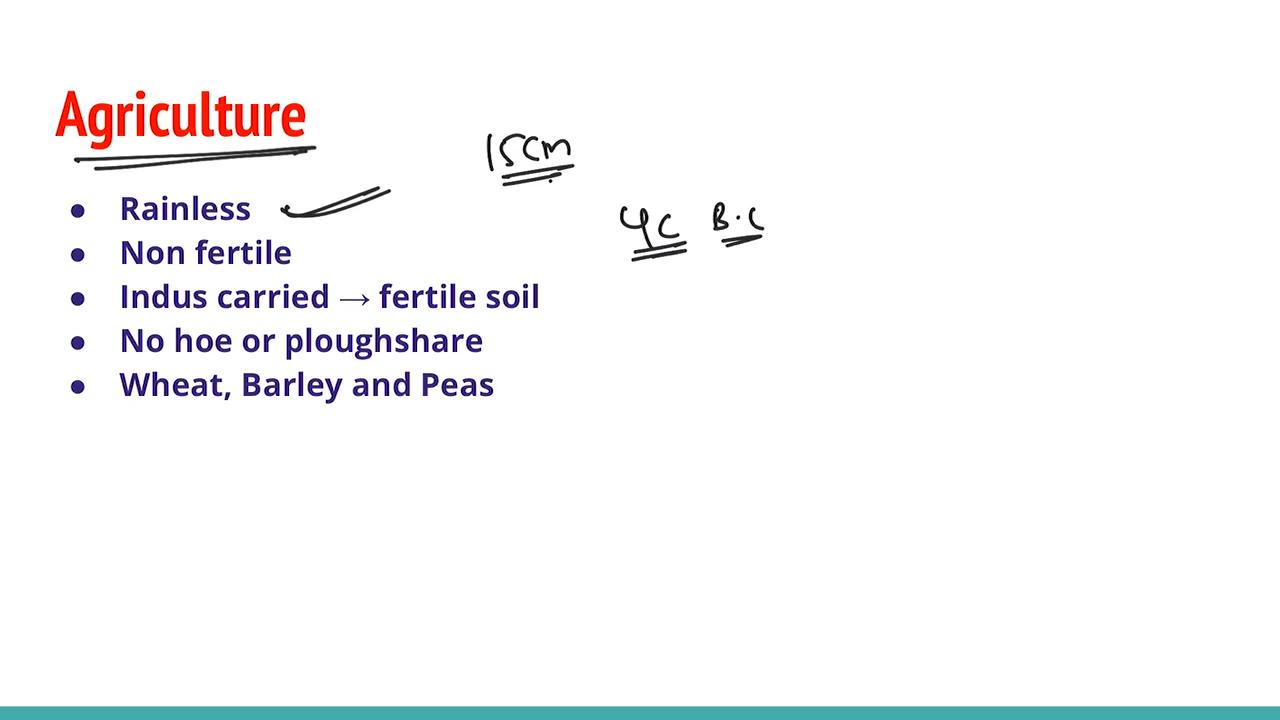 Agriculture
15cm
● Rainless
4C B.C
● Non fertile
● Indus carried → fertile soil
● No hoe or ploughshare
● Wheat, Barley and Peas